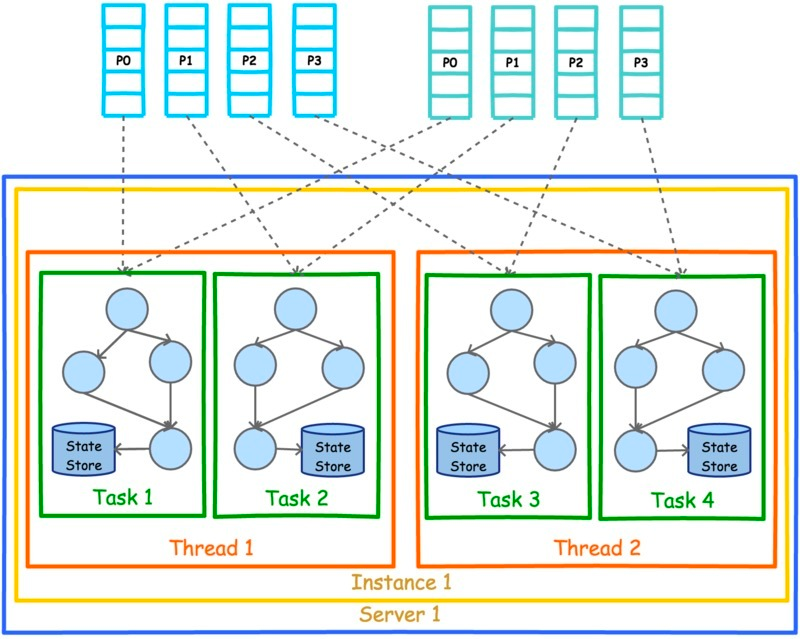 P0 P1 P2 P3 P0 P1 P2 P3
State
Store
State
Store
State
Store
State
Store
Task 1 Task 2 Task 3 Task 4
Thread 1 Thread 2
Instance 1
Server 1